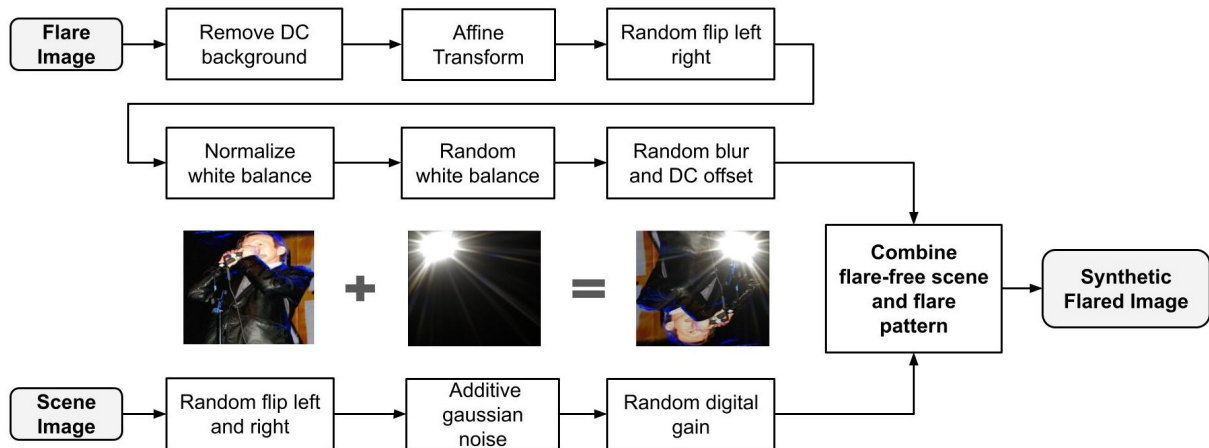 Flare
Image
Remove DC
background
Affine
Transform
Random flip left
right
Normalize
white balance
Random
white balance
Random blur
and DC offset
Combine
flare-free scene
and flare
pattern
Synthetic
Flared Image
Scene
Image
Random flip left
and right
Additive
gaussian
noise
Random digital
gain